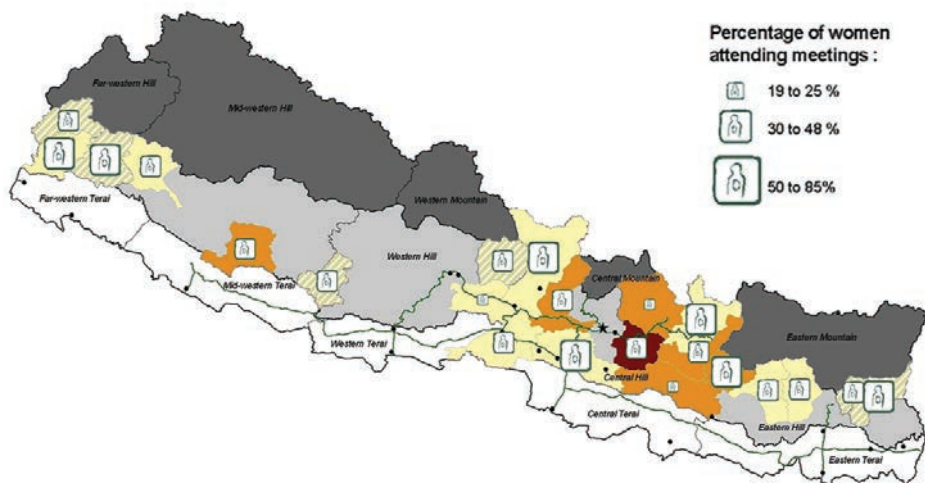 Percentage of women
attending meetings :
19 to 25 %
30 to 48 %
50 to 85%
Far-western Hill
Mid-western Hill
Far-western Terai
Western Mountain
Western Hill
Central Mountain
Mid-western Terai
Eastern Mountain
Western Terai
Central Hill
Central Terai
Eastern Hill
Eastern Terai